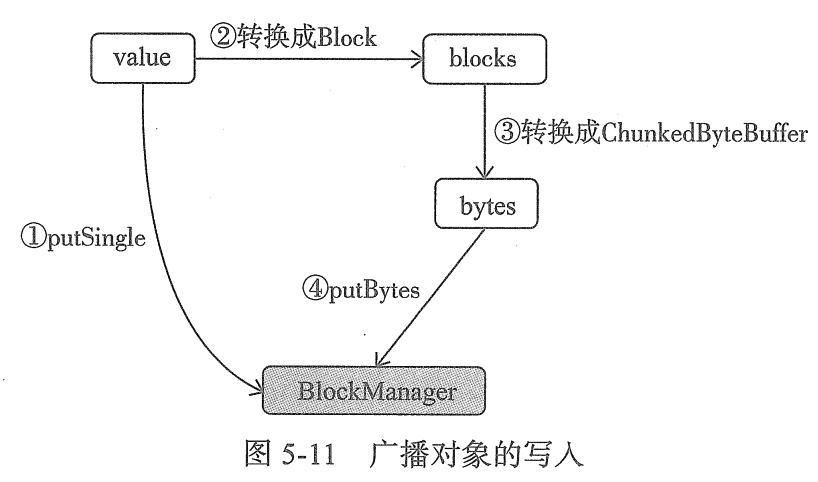 ②转换成Block
value
blocks
③转换成ChunkedByteBuffer
bytes
①putSingle
④putBytes
BlockManager
图 5-11 广播对象的写入